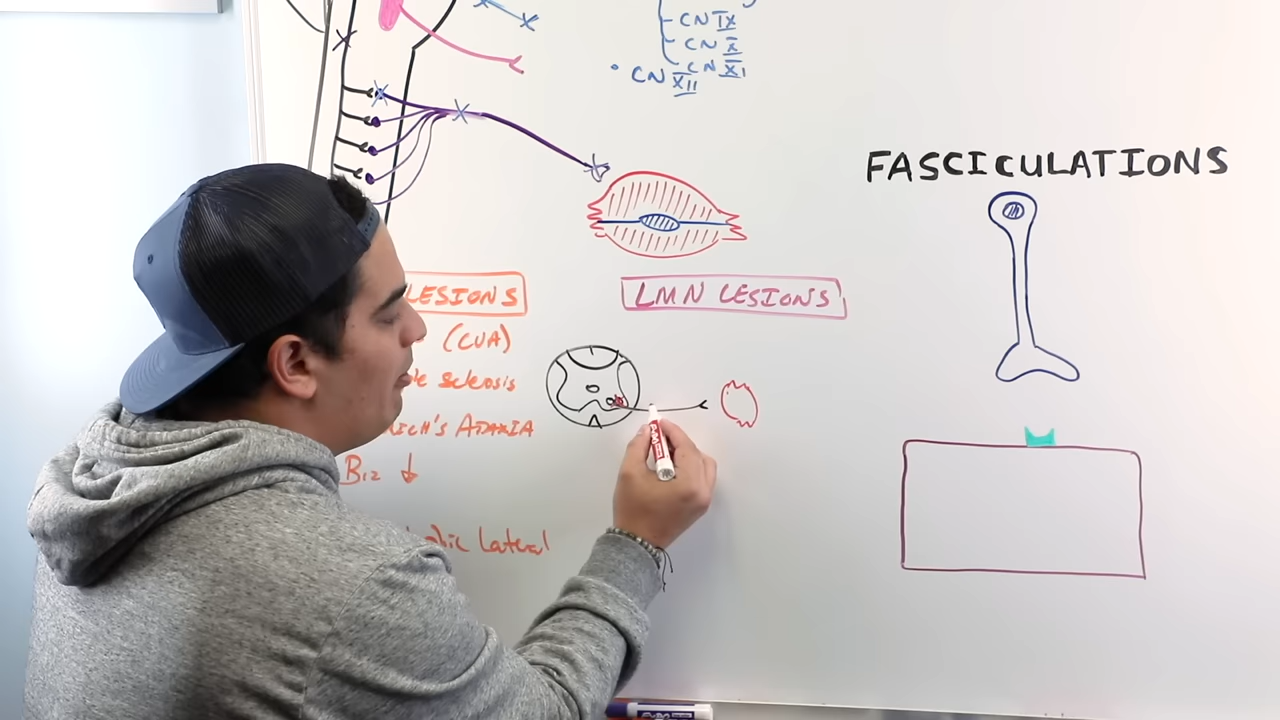 CN IX
CN X
CN XI
• CN XII
FASCICULATIONS
LESIONS
LMN LESIONS
(CVA)
sclerosis
ATAXIA
B12 ↓
Lateral